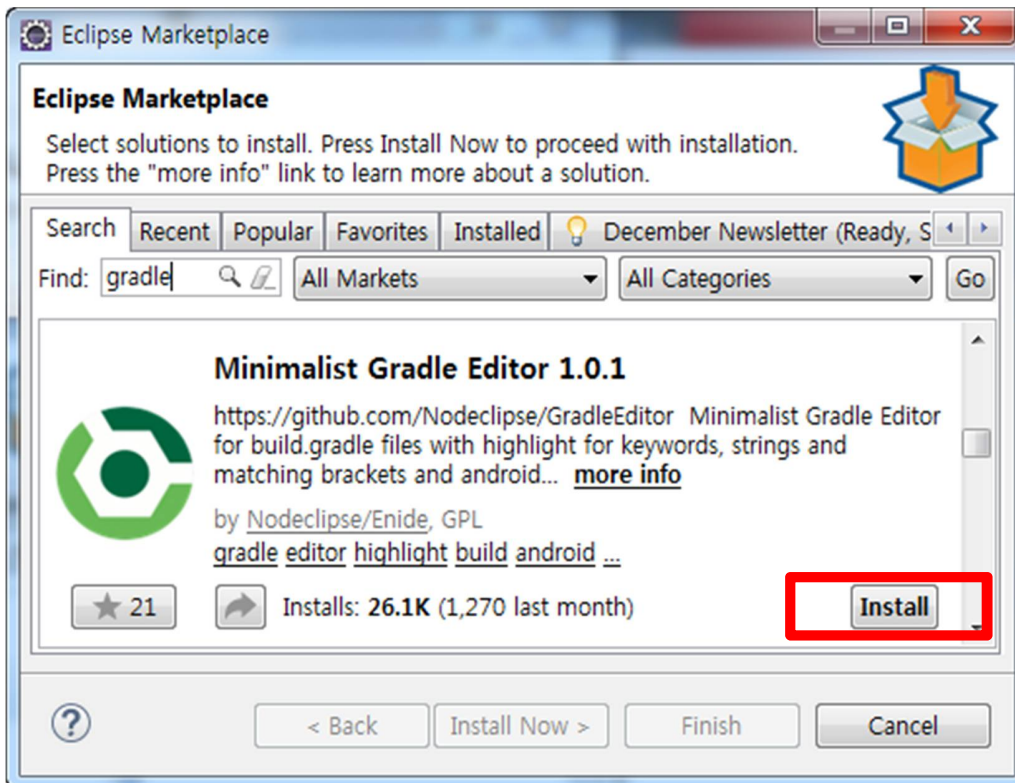 Eclipse Marketplace
Eclipse Marketplace
Select solutions to install. Press Install Now to proceed with installation.
Press the "more info" link to learn more about a solution.
Search Recent Popular Favorites Installed December Newsletter (Ready, S
Find: gradle All Markets All Categories Go
Minimalist Gradle Editor 1.0.1
https://github.com/Nodeclipse/GradleEditor Minimalist Gradle Editor
for build.gradle files with highlight for keywords, strings and
matching brackets and android... more info
by Nodeclipse/Enide, GPL
gradle editor highlight build android ...
21 Installs: 26.1K (1,270 last month) Install
? < Back Install Now > Finish Cancel